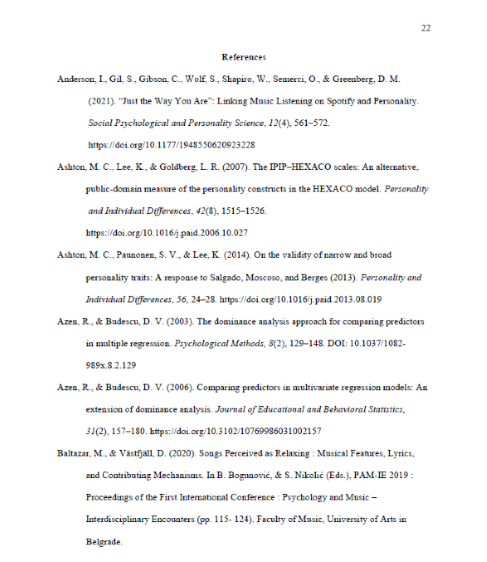 22
References
Anderson, I., Gil, S., Gibson, C., Wolf, S., Shapiro, W., Semerci, O., & Greenberg, D. M.
(2021). “Just the Way You Are”: Linking Music Listening on Spotify and Personality.
Social Psychological and Personality Science, 12(4), 561–572.
https://doi.org/10.1177/1948550620923228
Ashton, M. C., Lee, K., & Goldberg, L. R. (2007). The IPIP–HEXACO scales: An alternative,
public-domain measure of the personality constructs in the HEXACO model. Personality
and Individual Differences, 42(8), 1515–1526.
https://doi.org/10.1016/j.paid.2006.10.027
Ashton, M. C., Paunonen, S. V., & Lee, K. (2014). On the validity of narrow and broad
personality traits: A response to Salgado, Moscoso, and Berges (2013). Personality and
Individual Differences, 56, 24–28. https://doi.org/10.1016/j.paid.2013.08.019
Azen, R., & Budescu, D. V. (2003). The dominance analysis approach for comparing predictors
in multiple regression. Psychological Methods, 8(2), 129–148. DOI: 10.1037/1082-
989x.8.2.129
Azen, R., & Budescu, D. V. (2006). Comparing predictors in multivariate regression models: An
extension of dominance analysis. Journal of Educational and Behavioral Statistics,
31(2), 157–180. https://doi.org/10.3102/10769986031002157
Baltazar, M., & Västfjäll, D. (2020). Songs Perceived as Relaxing : Musical Features, Lyrics,
and Contributing Mechanisms. In B. Bogunović, & S. Nikolić (Eds.), PAM-IE 2019 :
Proceedings of the First International Conference : Psychology and Music –
Interdisciplinary Encounters (pp. 115- 124). Faculty of Music, University of Arts in
Belgrade.